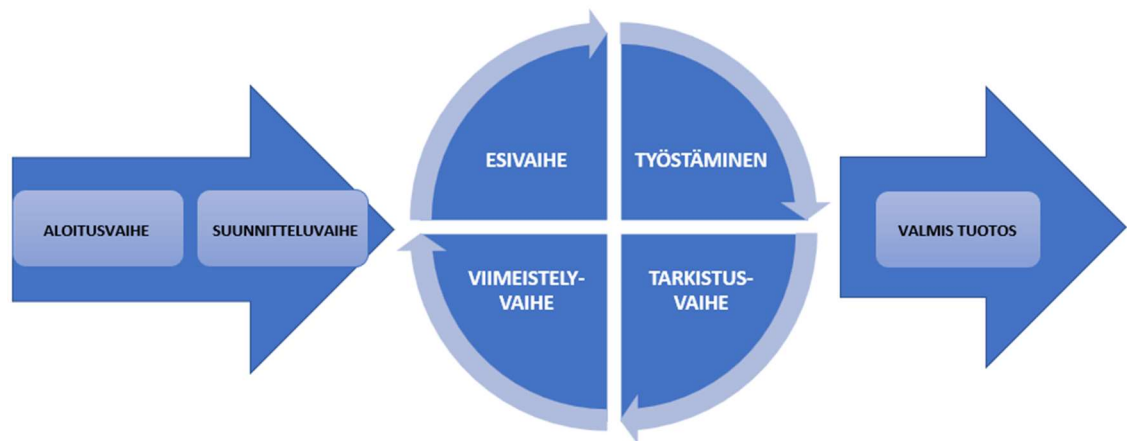 ALOITUSVAIHE
SUUNNITTELUVAIHE
ESIVAIHE
TYÖSTÄMINEN
VIIMEISTELY-
VAIHE
TARKISTUS-
VAIHE
VALMIS TUOTOS